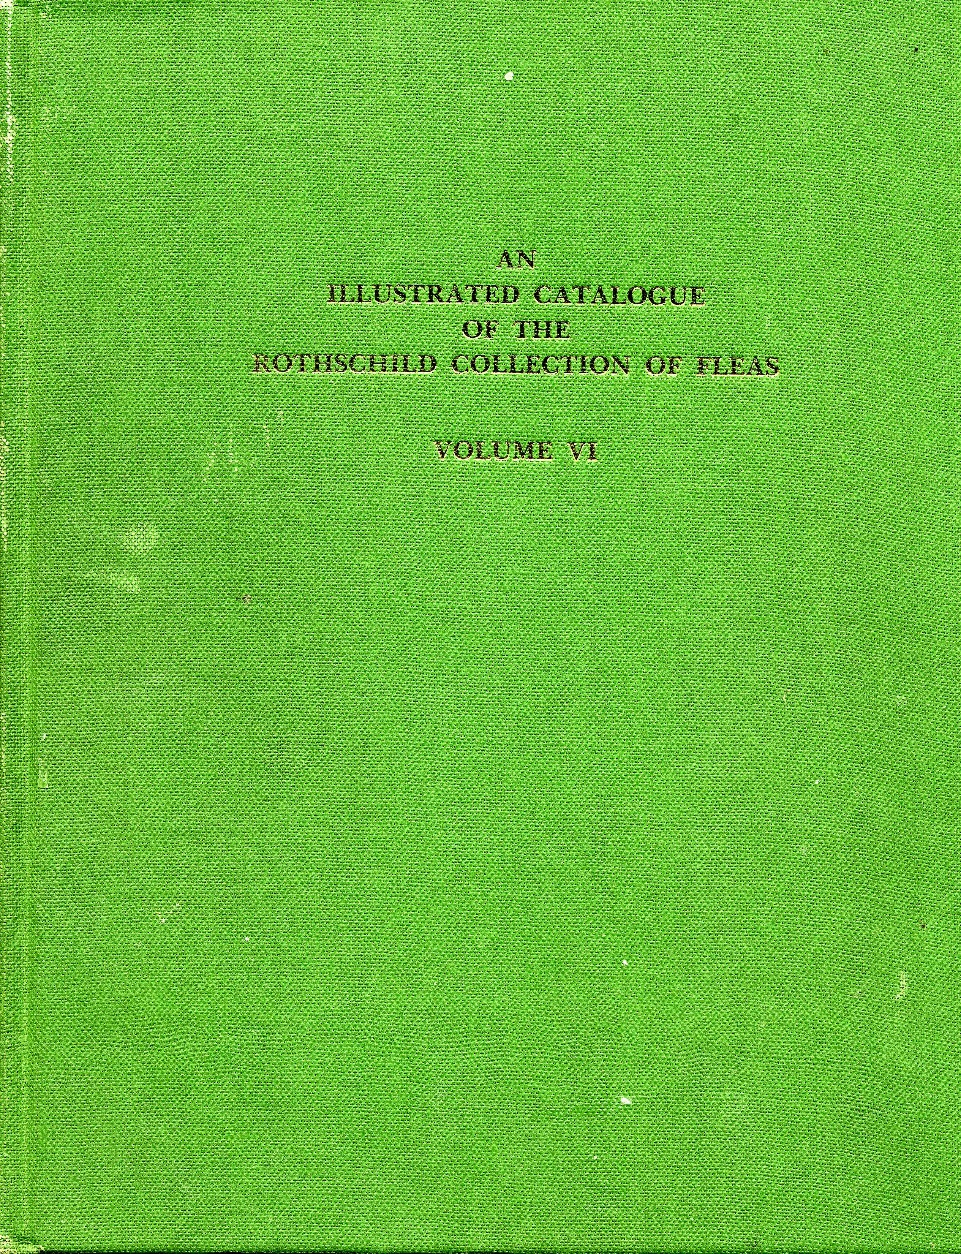 AN
ILLUSTRATED CATALOGUE
OF THE
ROTHSCHILD COLLECTION OF FLEAS
VOLUME VI